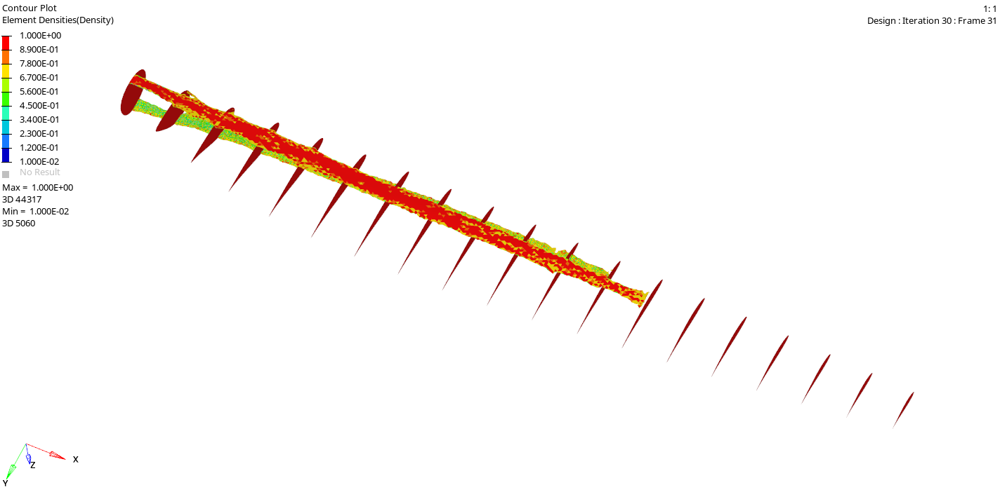 Contour Plot
Element Densities(Density)
1.000E+00
8.900E-01
7.800E-01
6.700E-01
5.600E-01
4.500E-01
3.400E-01
2.300E-01
1.200E-01
1.000E-02
No Result
Max = 1.000E+00
3D 44317
Min = 1.000E-02
3D 5060
1: 1
Design : Iteration 30 : Frame 31
X
Z
Y